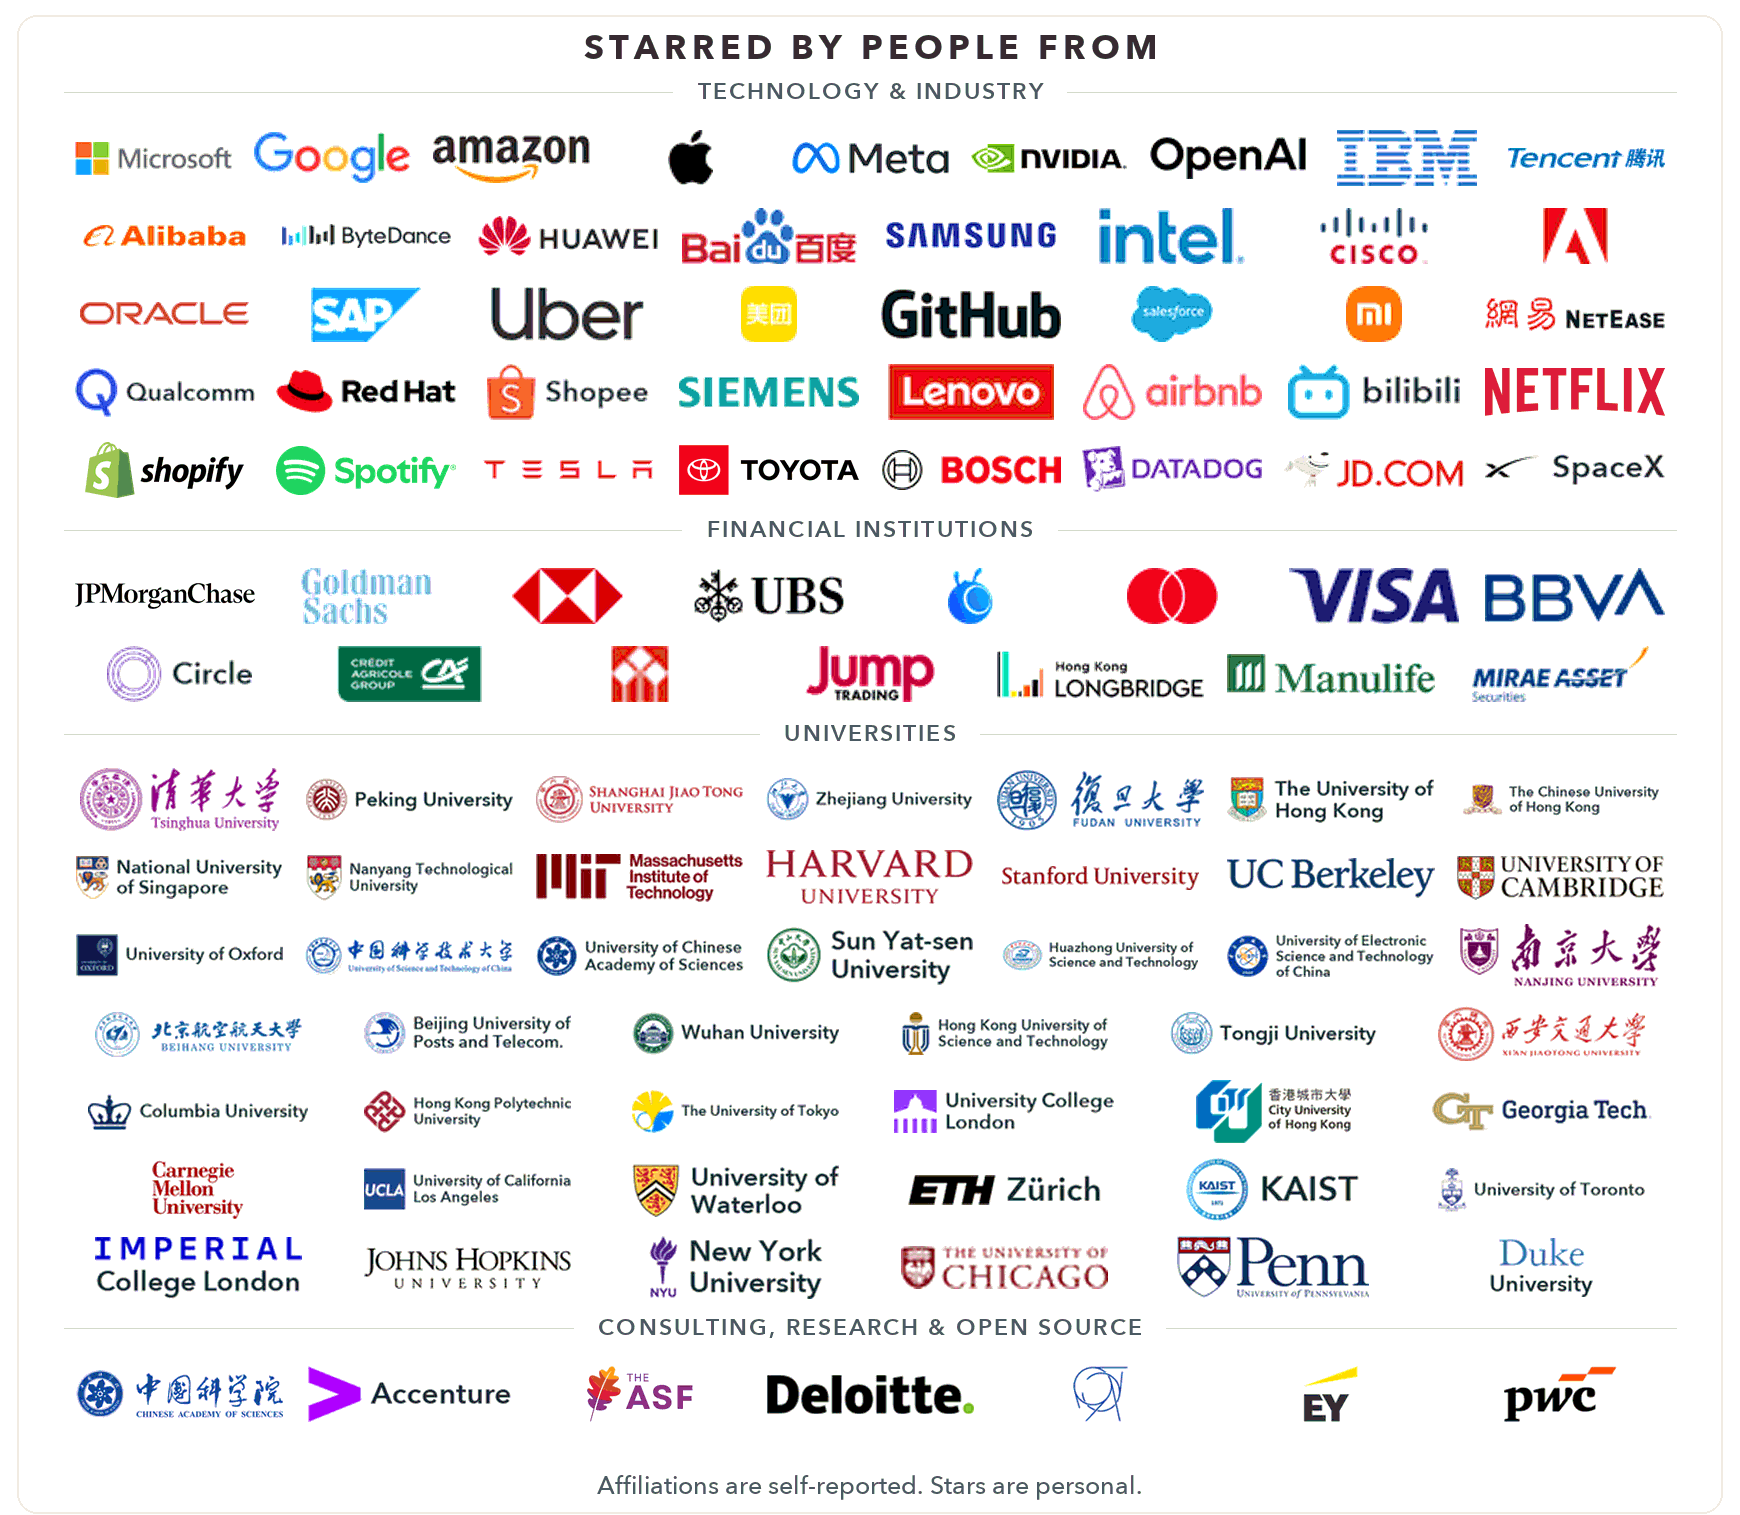 STARRED BY PEOPLE FROM
TECHNOLOGY & INDUSTRY
Microsoft Google amazon Meta NVIDIA. OpenAI IBM Tencent 腾讯
Alibaba ByteDance HUAWEI Bai du 百度 SAMSUNG intel. CISCO
ORACLE SAP Uber 美团 GitHub salesforce mi 網易 NETEASE
Qualcomm Red Hat S Shopee SIEMENS Lenovo airbnb bilibili NETFLIX
S shopify Spotify TESLA TOYOTA BOSCH DATADOG JD.COM SpaceX
FINANCIAL INSTITUTIONS
JPMorganChase Goldman Sachs UBS VISA BBVA
Circle CRÉDIT AGRICOLE GROUP CA Jump TRADING Hong Kong LONGBRIDGE Manulife MIRAE ASSET Securities
UNIVERSITIES
清華大学 Tsinghua University
Peking University
SHANGHAI JIAO TONG UNIVERSITY
Zhejiang University
復旦大學 FUDAN UNIVERSITY
The University of Hong Kong
The Chinese University of Hong Kong
National University of Singapore
Nanyang Technological University
MIT Massachusetts Institute of Technology
HARVARD UNIVERSITY
Stanford University
UC Berkeley
UNIVERSITY OF CAMBRIDGE
OXFORD University of Oxford
中国科学技术大学 University of Science and Technology of China
University of Chinese Academy of Sciences
Sun Yat-sen University
Huazhong University of Science and Technology
University of Electronic Science and Technology of China
南京大學 NANJING UNIVERSITY
北京航空航天大学 BEIHANG UNIVERSITY
Beijing University of Posts and Telecom.
Wuhan University
Hong Kong University of Science and Technology
Tongji University
西安交通大学 XI'AN JIAOTONG UNIVERSITY
Columbia University
Hong Kong Polytechnic University
The University of Tokyo
University College London
香港城市大學 City University of Hong Kong
GT Georgia Tech
Carnegie Mellon University
UCLA University of California Los Angeles
University of Waterloo
ETH Zürich
KAIST KAIST
University of Toronto
IMPERIAL College London
JOHNS HOPKINS UNIVERSITY
NYU New York University
THE UNIVERSITY OF CHICAGO
Penn UNIVERSITY of PENNSYLVANIA
Duke University
CONSULTING, RESEARCH & OPEN SOURCE
中國科学院 CHINESE ACADEMY OF SCIENCES
Accenture
THE ASF
Deloitte.
EY
pwc
Affiliations are self-reported. Stars are personal.